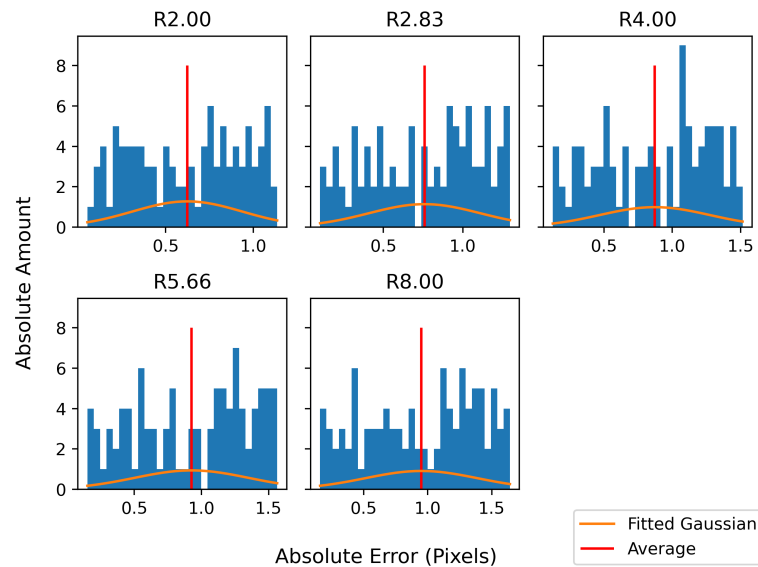 R2.00
R2.83
R4.00
8
6
4
2
0
0.5 1.0
0.5 1.0
0.5 1.0 1.5
Absolute Amount
R5.66
R8.00
8
6
4
2
0
0.5 1.0 1.5
0.5 1.0 1.5
Absolute Error (Pixels)
Fitted Gaussian
Average